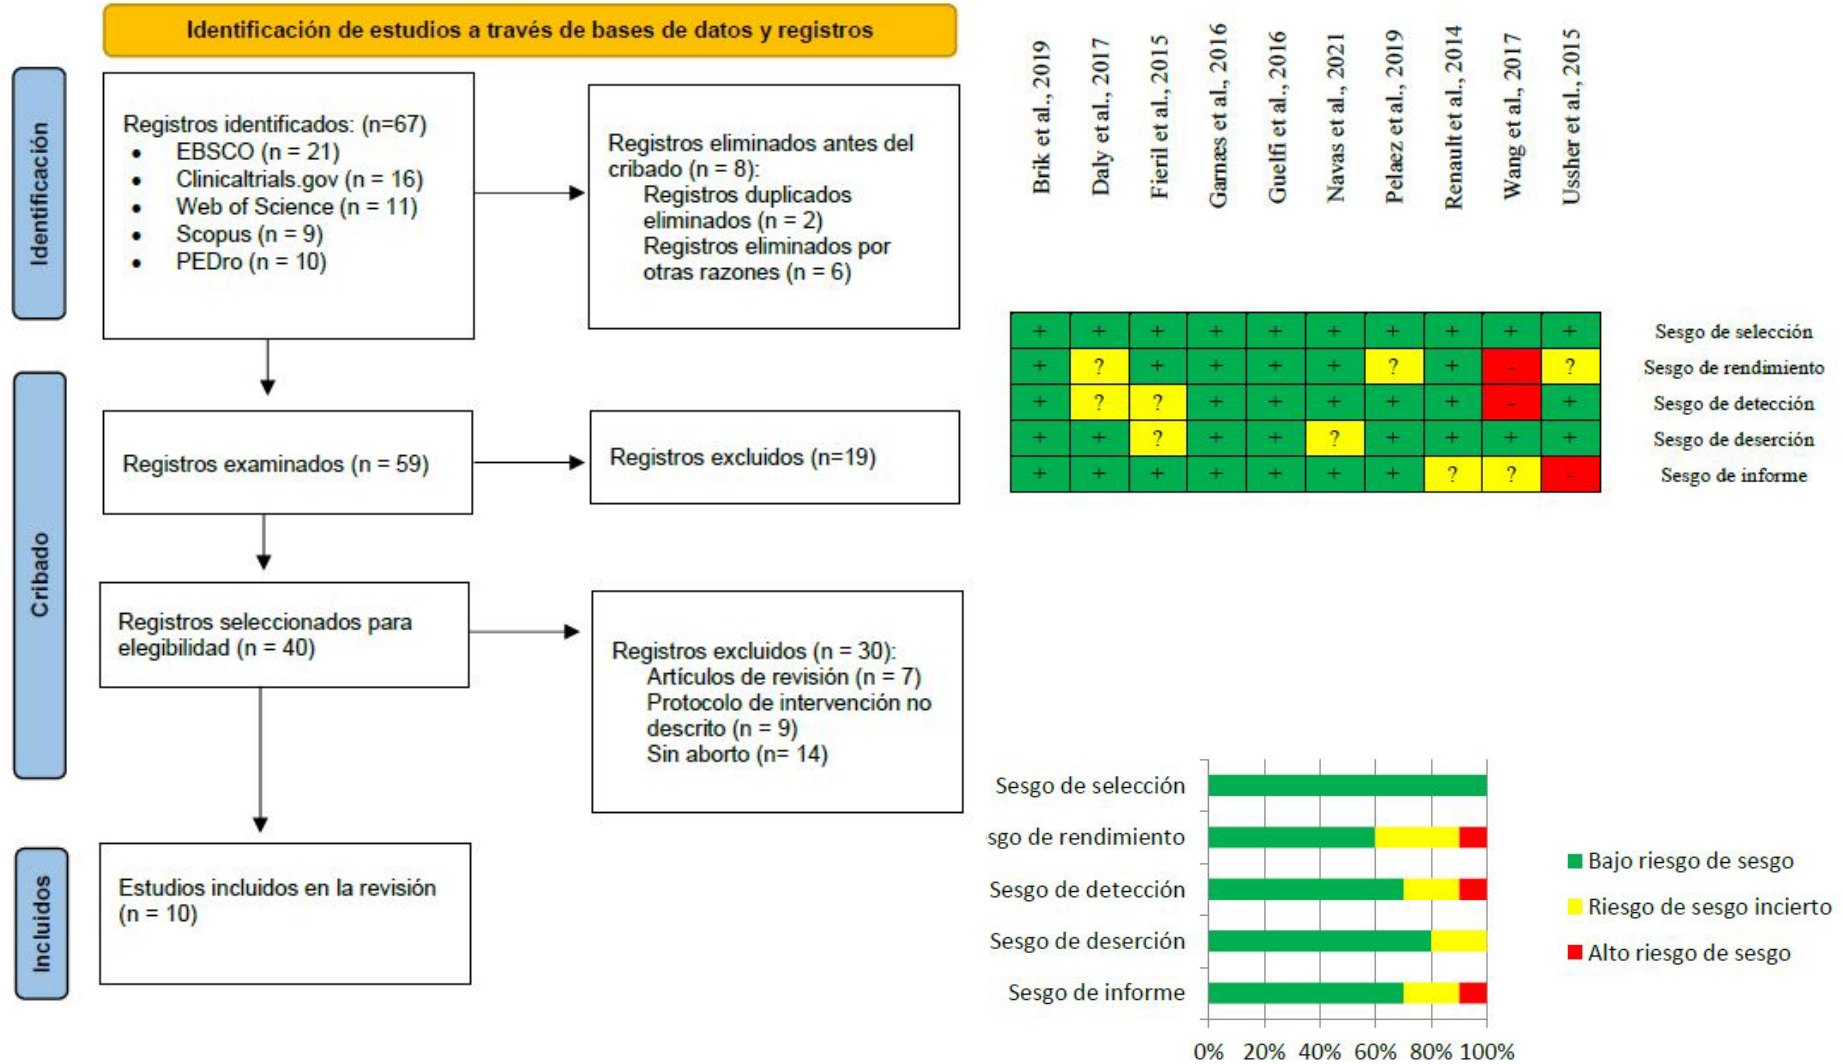 Identificación de estudios a través de bases de datos y registros
Identificación
Registros identificados: (n=67)
• EBSCO (n = 21)
• Clinicaltrials.gov (n = 16)
• Web of Science (n = 11)
• Scopus (n = 9)
• PEDro (n = 10)
Registros eliminados antes del
cribado (n = 8):
Registros duplicados
eliminados (n = 2)
Registros eliminados por
otras razones (n = 6)
Cribado
Registros examinados (n = 59)
Registros excluidos (n=19)
Registros seleccionados para
elegibilidad (n = 40)
Registros excluidos (n = 30):
Artículos de revisión (n = 7)
Protocolo de intervención no
descrito (n = 9)
Sin aborto (n= 14)
Incluidos
Estudios incluidos en la revisión
(n = 10)
Brik et al., 2019
Daly et al., 2017
Fieril et al., 2015
Garnæs et al., 2016
Guelfi et al., 2016
Navas et al., 2021
Pelaez et al., 2019
Renault et al., 2014
Wang et al., 2017
Ussher et al., 2015
+ + + + + + + + + + Sesgo de selección
+ ? + + + + ? + - ? Sesgo de rendimiento
+ ? ? + + + + + - + Sesgo de detección
+ + ? + + ? + + + + Sesgo de deserción
+ + + + + + + ? ? - Sesgo de informe
Sesgo de selección
sgo de rendimiento
Sesgo de detección
Sesgo de deserción
Sesgo de informe
0% 20% 40% 60% 80% 100%
Bajo riesgo de sesgo
Riesgo de sesgo incierto
Alto riesgo de sesgo